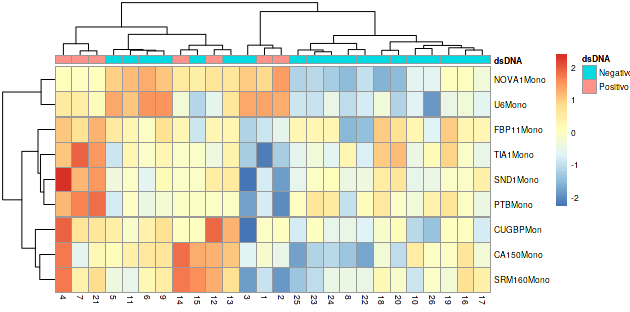 dsDNA
dsDNA
Negativo
Positivo
2
1
0
-1
-2
NOVA1Mono
U6Mono
FBP11Mono
TIA1Mono
SND1Mono
PTBMono
CUGBPMon
CA150Mono
SRM160Mono
4 7 21 5 11 6 9 14 15 12 13 3 1 2 25 23 24 8 22 18 20 10 26 19 16 17